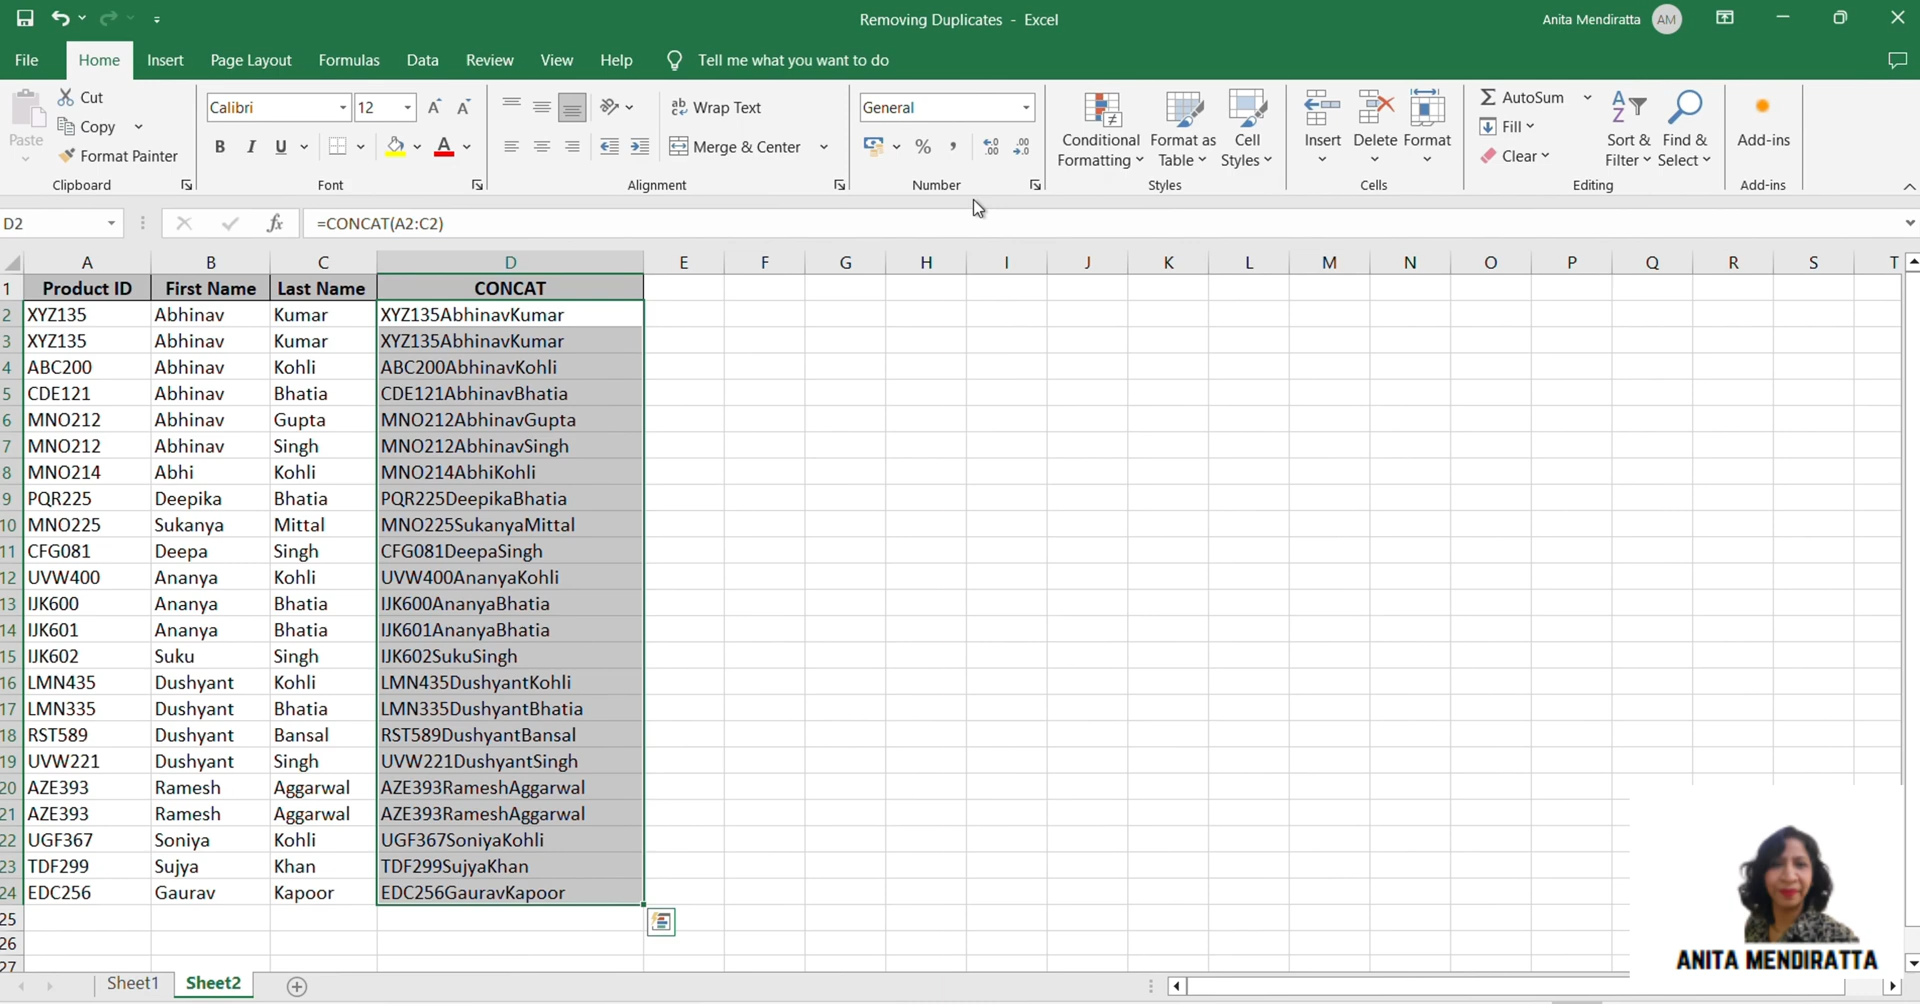 Removing Duplicates - Excel
Anita Mendiratta AM
File Home Insert Page Layout Formulas Data Review View Help Tell me what you want to do
Paste
Cut
Copy
Format Painter
Clipboard
Calibri 12
B I U
Font
Wrap Text
Merge & Center
Alignment
General
Number
Conditional Formatting
Format as Table
Cell Styles
Styles
Insert
Delete
Format
Cells
AutoSum
Fill
Clear
Sort & Filter
Find & Select
Editing
Add-ins
Add-ins
D2 fx =CONCAT(A2:C2)
A B C D E F G H I J K L M N O P Q R S T
1 Product ID First Name Last Name CONCAT
2 XYZ135 Abhinav Kumar XYZ135AbhinavKumar
3 XYZ135 Abhinav Kumar XYZ135AbhinavKumar
4 ABC200 Abhinav Kohli ABC200AbhinavKohli
5 CDE121 Abhinav Bhatia CDE121AbhinavBhatia
6 MNO212 Abhinav Gupta MNO212AbhinavGupta
7 MNO212 Abhinav Singh MNO212AbhinavSingh
8 MNO214 Abhi Kohli MNO214AbhiKohli
9 PQR225 Deepika Bhatia PQR225DeepikaBhatia
10 MNO225 Sukanya Mittal MNO225SukanyaMittal
11 CFG081 Deepa Singh CFG081DeepaSingh
12 UVW400 Ananya Kohli UVW400AnanyaKohli
13 IJK600 Ananya Bhatia IJK600AnanyaBhatia
14 IJK601 Ananya Bhatia IJK601AnanyaBhatia
15 IJK602 Suku Singh IJK602SukuSingh
16 LMN435 Dushyant Kohli LMN435DushyantKohli
17 LMN335 Dushyant Bhatia LMN335DushyantBhatia
18 RST589 Dushyant Bansal RST589DushyantBansal
19 UVW221 Dushyant Singh UVW221DushyantSingh
20 AZE393 Ramesh Aggarwal AZE393RameshAggarwal
21 AZE393 Ramesh Aggarwal AZE393RameshAggarwal
22 UGF367 Soniya Kohli UGF367SoniyaKohli
23 TDF299 Sujya Khan TDF299SujyaKhan
24 EDC256 Gaurav Kapoor EDC256GauravKapoor
25
26
27
ANITA MENDIRATTA
Sheet1 Sheet2